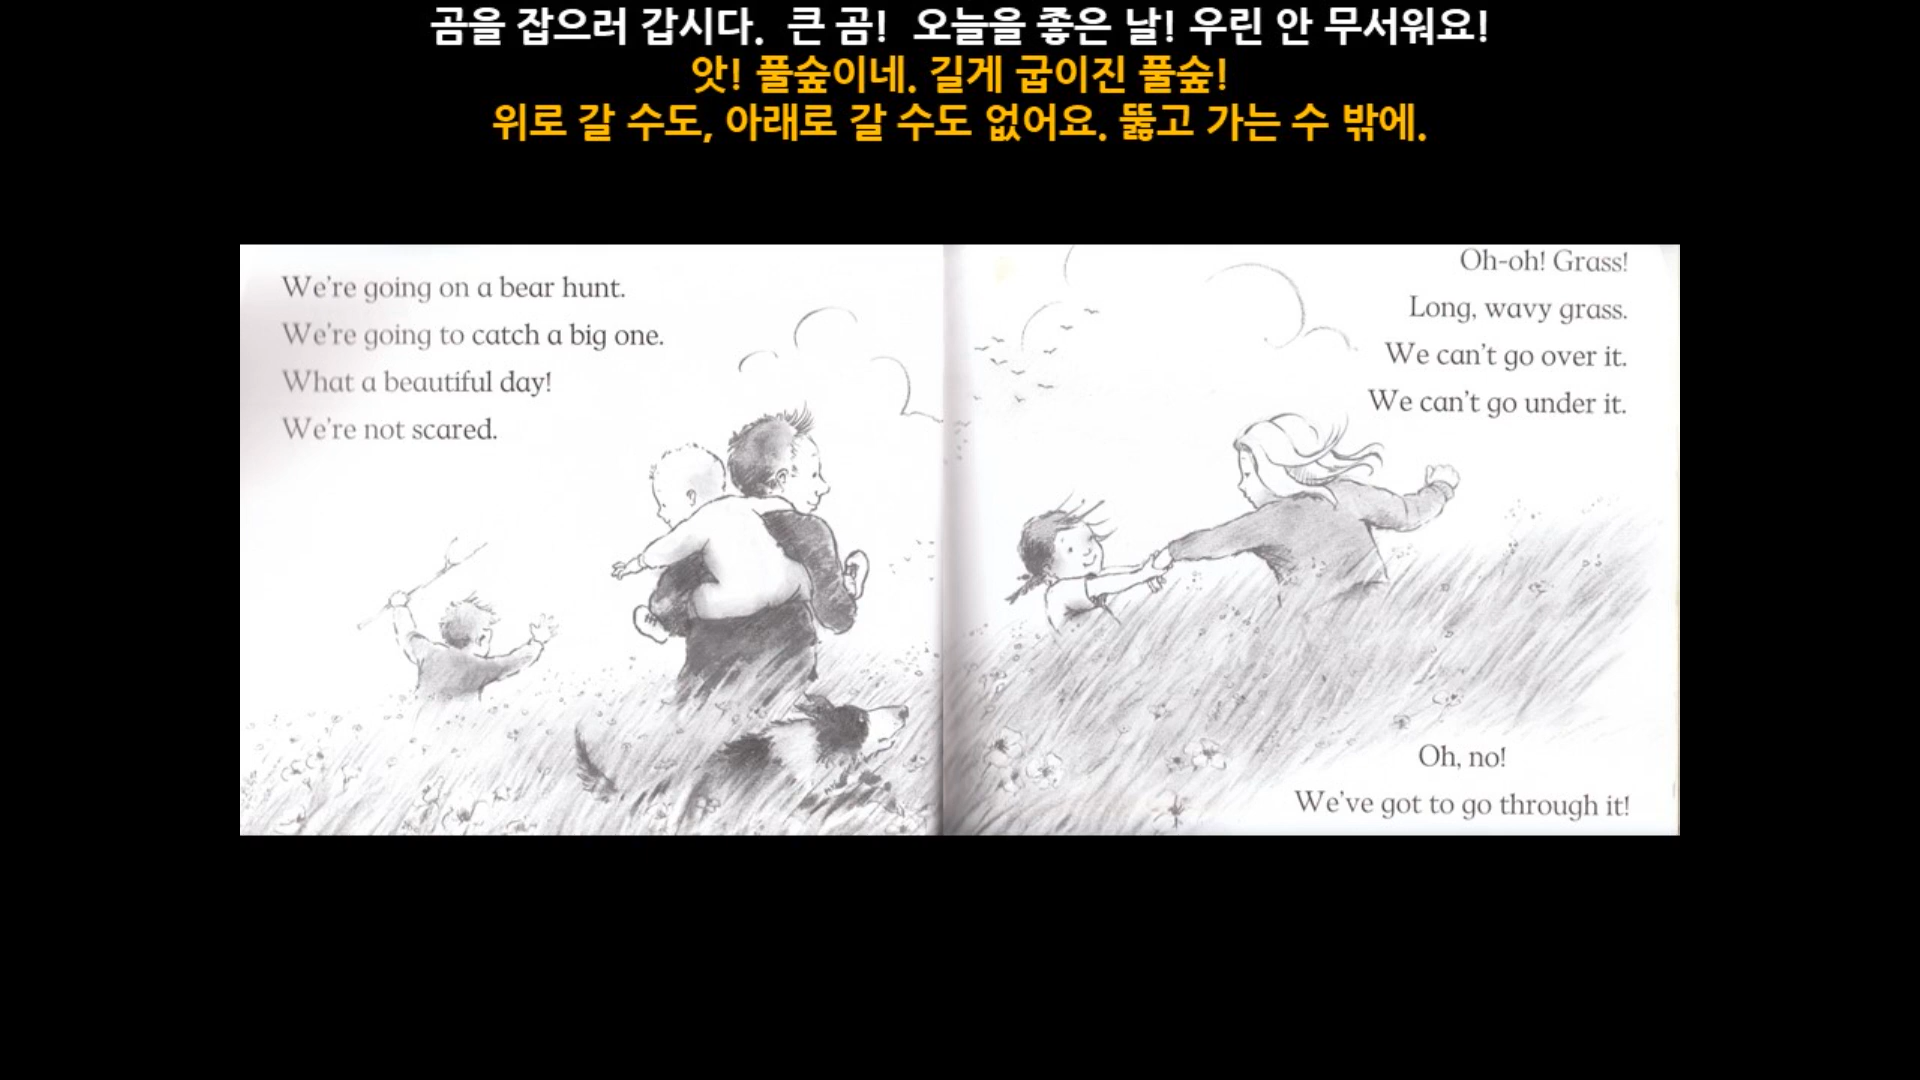 곰을 잡으러 갑시다. 큰 곰! 오늘을 좋은 날! 우린 안 무서워요!
앗! 풀숲이네. 길게 굽이진 풀숲!
위로 갈 수도, 아래로 갈 수도 없어요. 뚫고 가는 수 밖에.
We're going on a bear hunt.
We're going to catch a big one.
What a beautiful day!
We're not scared.
Oh-oh! Grass!
Long, wavy grass.
We can't go over it.
We can't go under it.
Oh, no!
We've got to go through it!